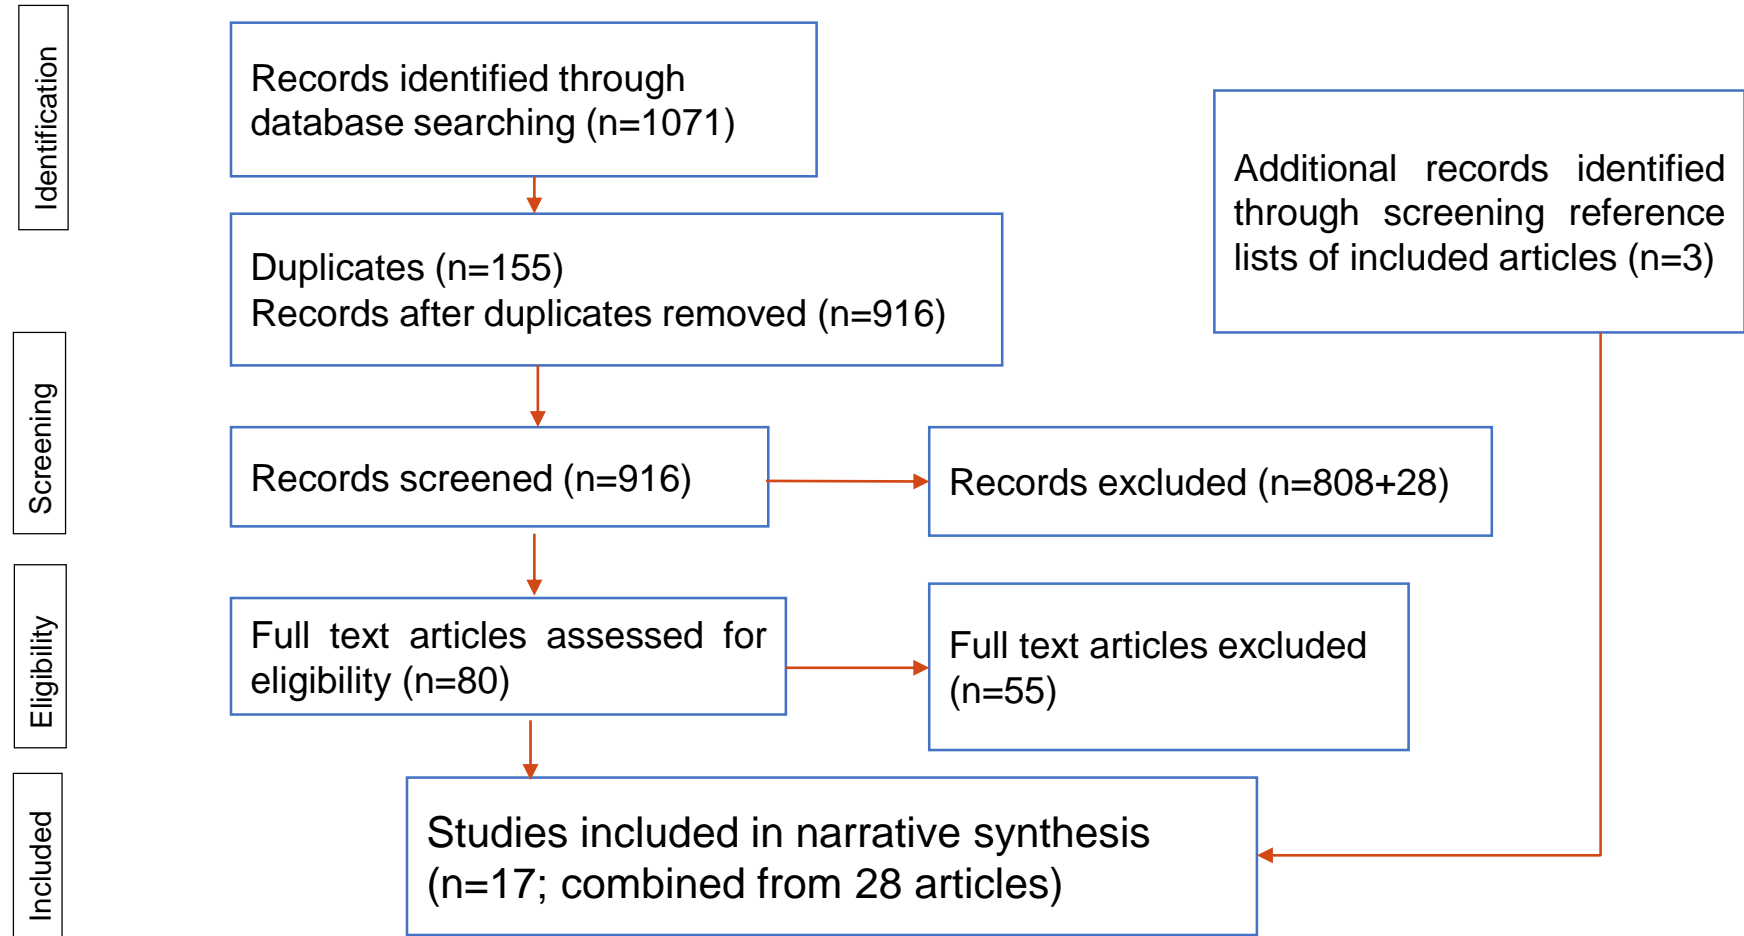 Identification
Records identified through
database searching (n=1071)
Additional records identified
through screening reference
lists of included articles (n=3)
Duplicates (n=155)
Records after duplicates removed (n=916)
Screening
Records screened (n=916)
Records excluded (n=808+28)
Eligibility
Full text articles assessed for
eligibility (n=80)
Full text articles excluded
(n=55)
Included
Studies included in narrative synthesis
(n=17; combined from 28 articles)